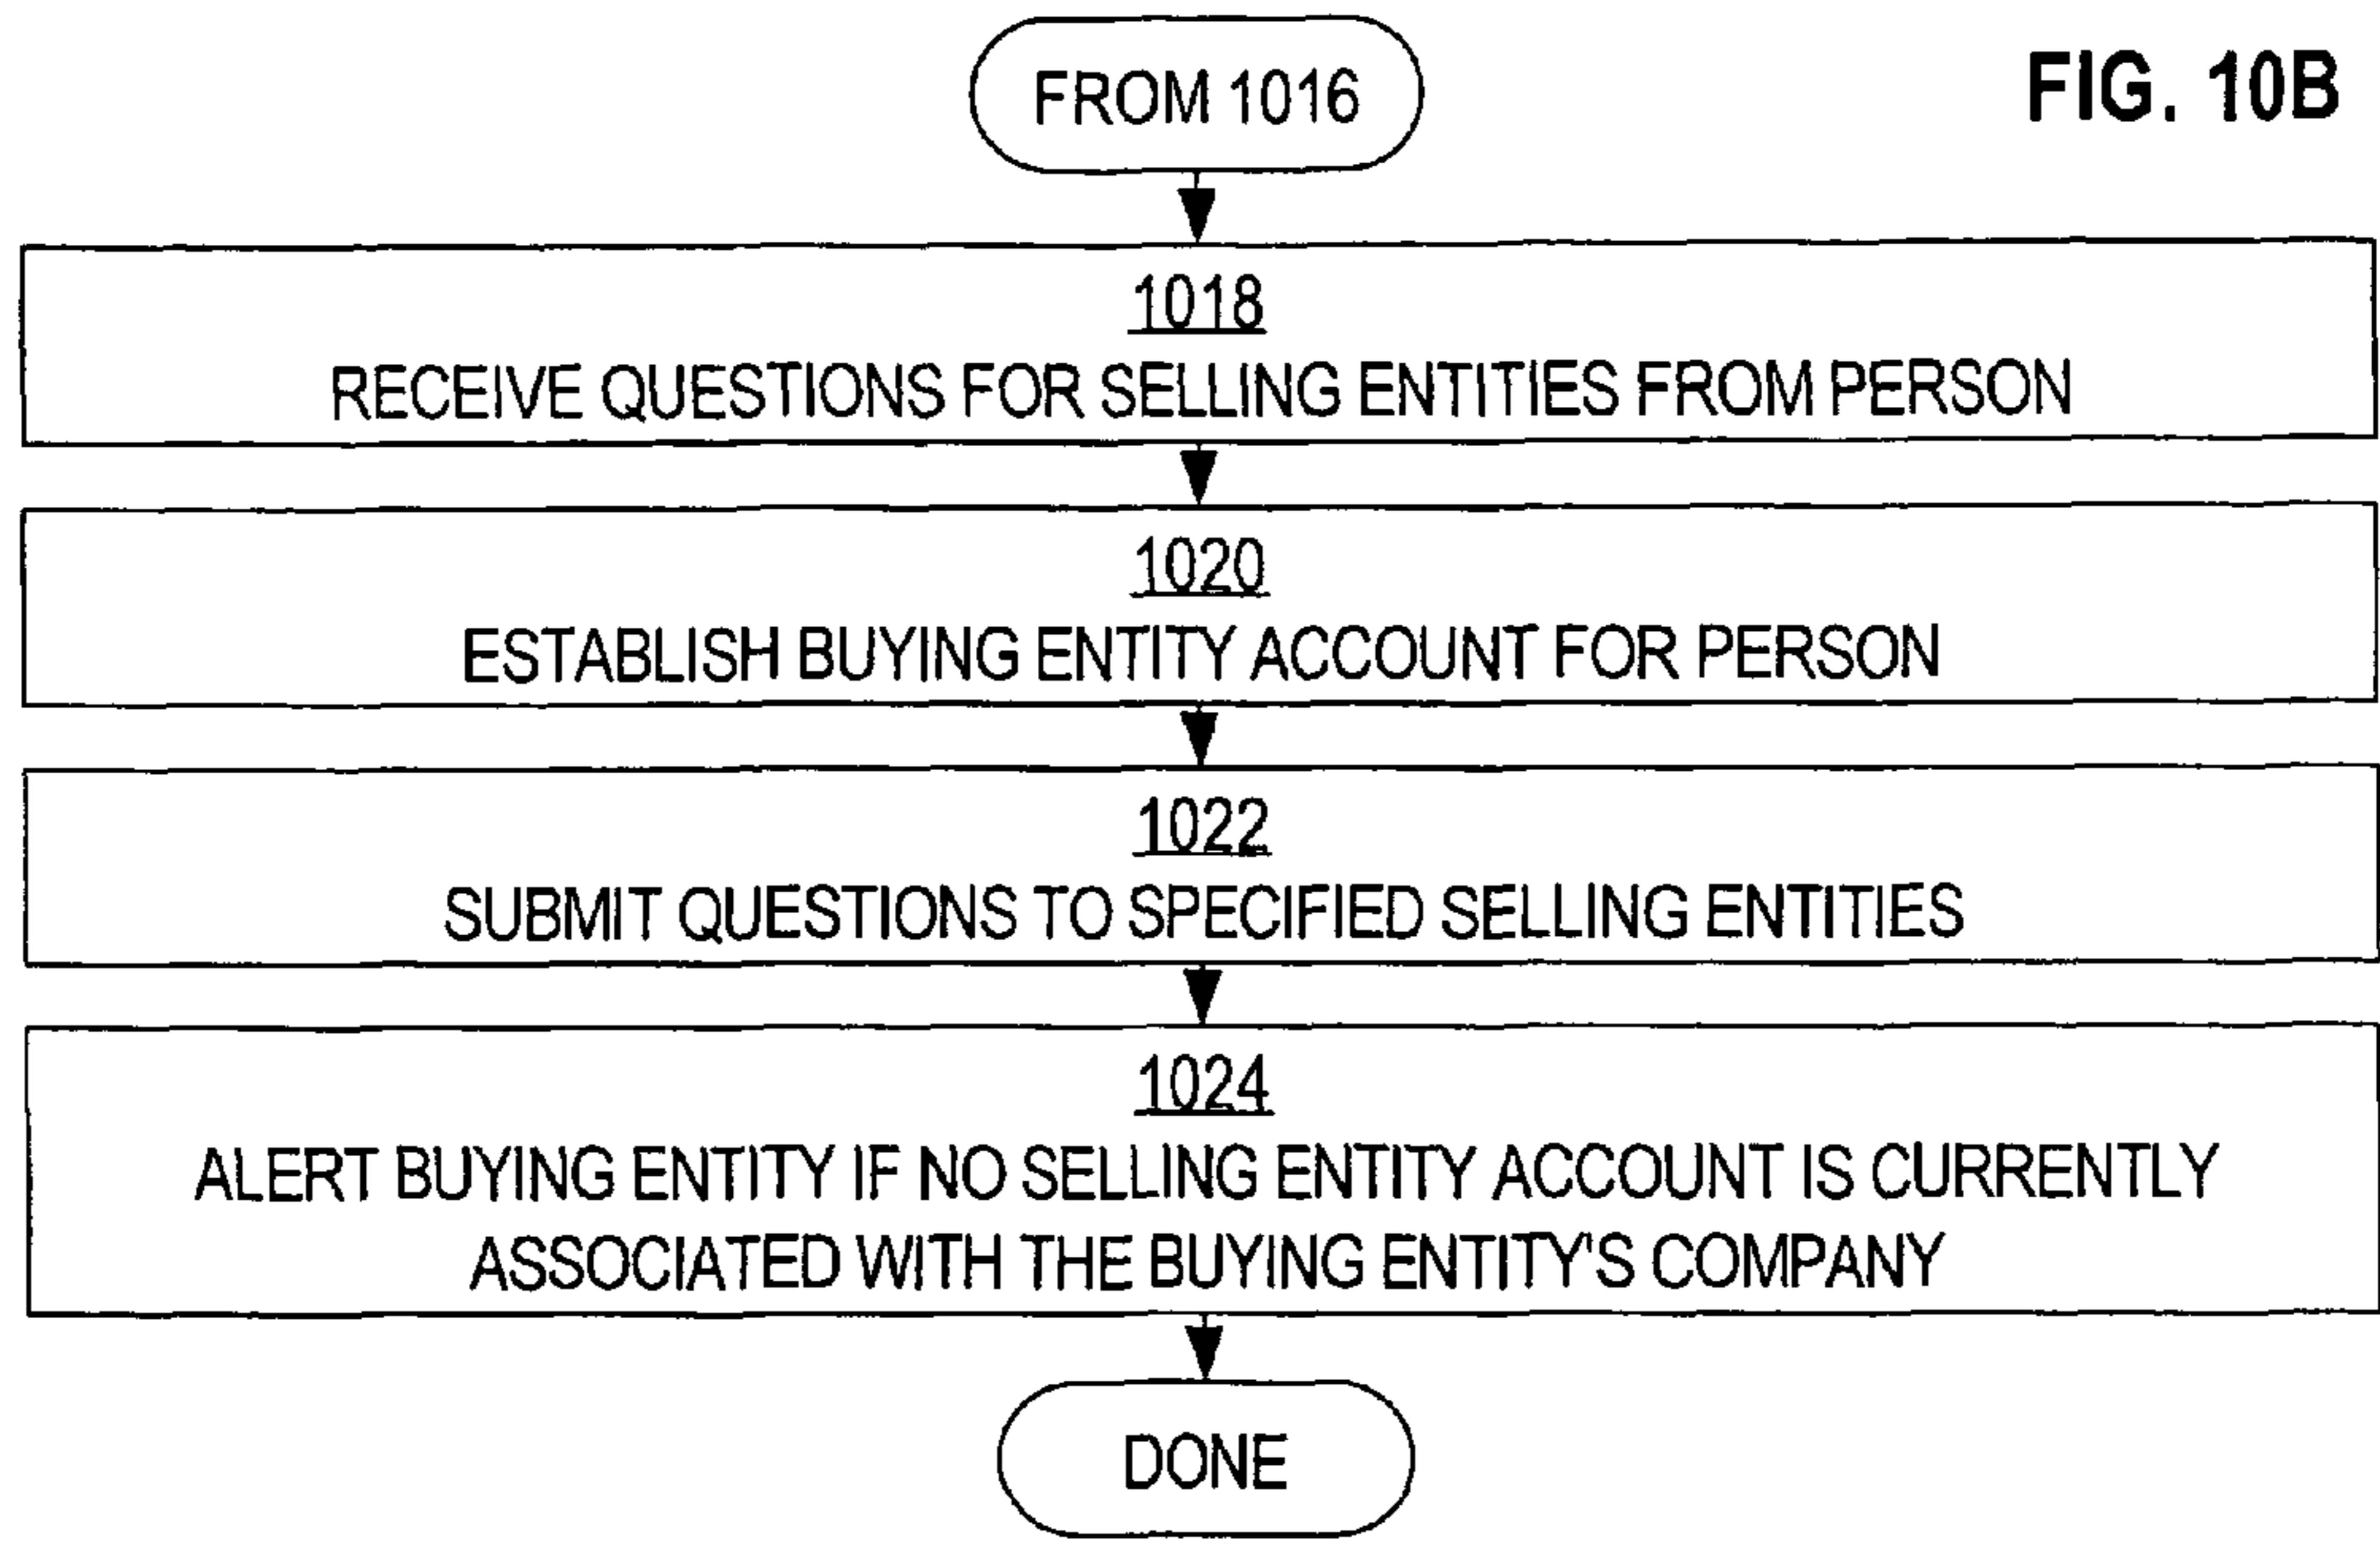 FROM 1016
FIG. 10B
1018
RECEIVE QUESTIONS FOR SELLING ENTITIES FROM PERSON
1020
ESTABLISH BUYING ENTITY ACCOUNT FOR PERSON
1022
SUBMIT QUESTIONS TO SPECIFIED SELLING ENTITIES
1024
ALERT BUYING ENTITY IF NO SELLING ENTITY ACCOUNT IS CURRENTLY
ASSOCIATED WITH THE BUYING ENTITY'S COMPANY
DONE